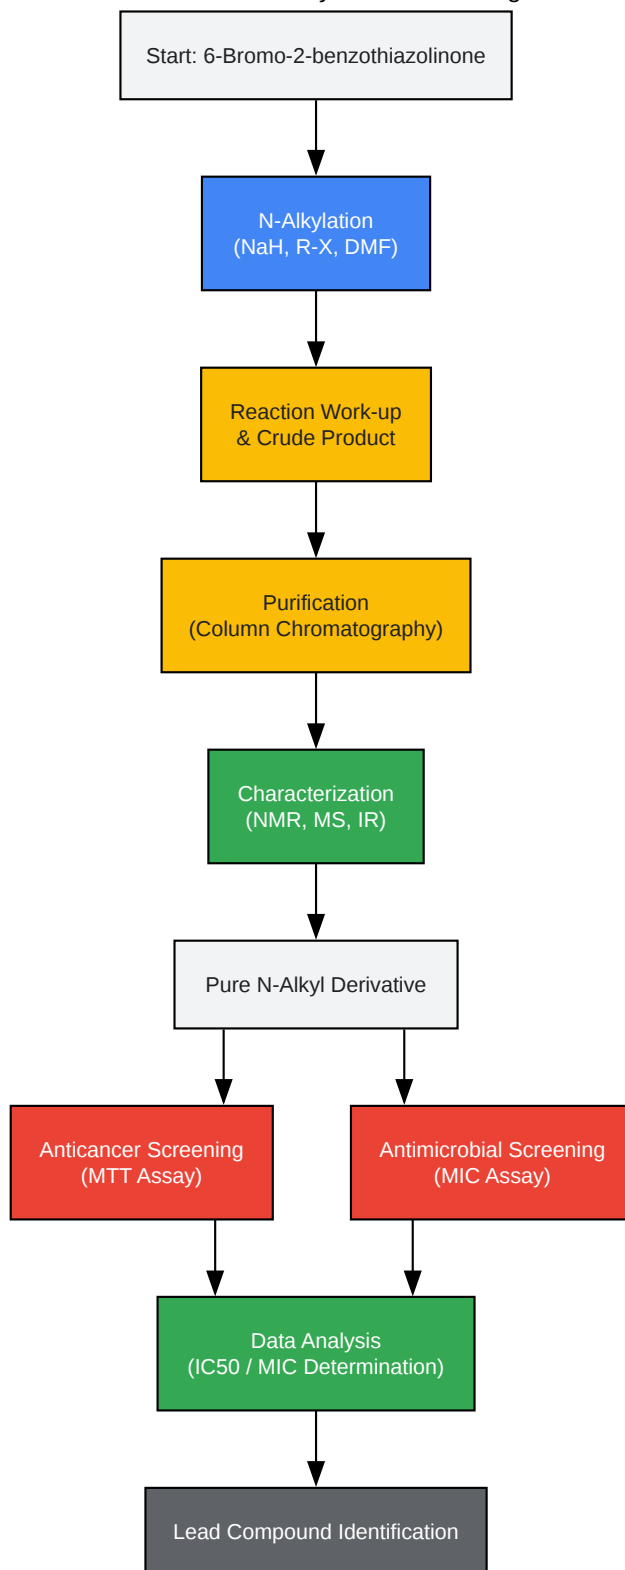 Start: 6-Bromo-2-benzothiazolinone
N-Alkylation
(NaH, R-X, DMF)
Reaction Work-up
& Crude Product
Purification
(Column Chromatography)
Characterization
(NMR, MS, IR)
Pure N-Alkyl Derivative
Anticancer Screening
(MTT Assay)
Antimicrobial Screening
(MIC Assay)
Data Analysis
(IC50 / MIC Determination)
Lead Compound Identification